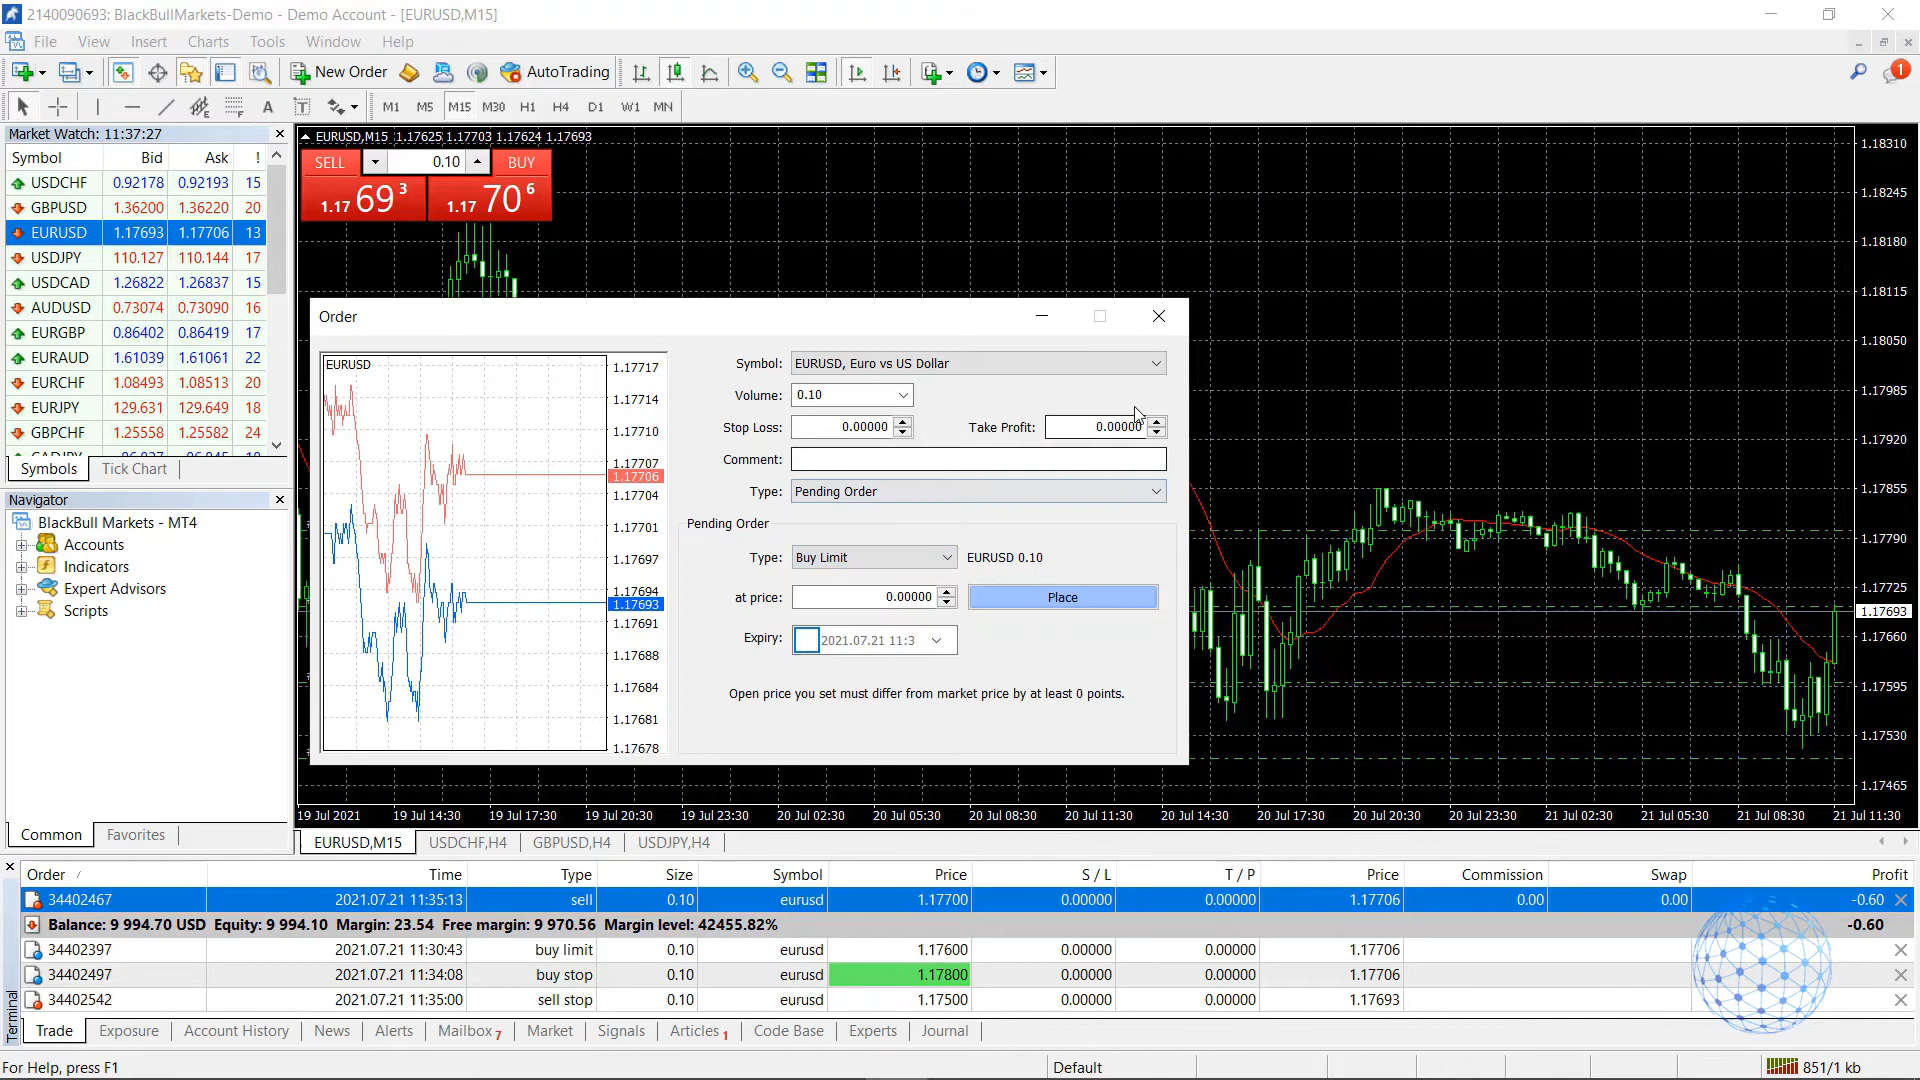 2140090693: BlackBullMarkets-Demo - Demo Account - [EURUSD,M15]
File View Insert Charts Tools Window Help
New Order AutoTrading 1
A T M1 M5 M15 M30 H1 H4 D1 W1 MN
Market Watch: 11:37:27
Symbol Bid Ask !
USDCHF 0.92178 0.92193 15
GBPUSD 1.36200 1.36220 20
EURUSD 1.17693 1.17706 13
USDJPY 110.127 110.144 17
USDCAD 1.26822 1.26837 15
AUDUSD 0.73074 0.73090 16
EURGBP 0.86402 0.86419 17
EURAUD 1.61039 1.61061 22
EURCHF 1.08493 1.08513 20
EURJPY 129.631 129.649 18
GBPCHF 1.25558 1.25582 24
Symbols Tick Chart
Navigator
BlackBull Markets - MT4
Accounts
Indicators
Expert Advisors
Scripts
Common Favorites
EURUSD,M15 1.17625 1.17703 1.17624 1.17693
SELL 0.10 BUY
1.17 69 3 1.17 70 6
1.18310
1.18245
1.18180
1.18115
1.18050
1.17985
1.17920
1.17855
1.17790
1.17725
1.17693
1.17660
1.17595
1.17530
1.17465
Order
EURUSD
1.17717
1.17714
1.17710
1.17707
1.17706
1.17704
1.17701
1.17697
1.17694
1.17693
1.17691
1.17688
1.17684
1.17681
1.17678
Symbol: EURUSD, Euro vs US Dollar
Volume: 0.10
Stop Loss: 0.00000 Take Profit: 0.00000
Comment:
Type: Pending Order
Pending Order
Type: Buy Limit EURUSD 0.10
at price: 0.00000 Place
Expiry: 2021.07.21 11:3
Open price you set must differ from market price by at least 0 points.
19 Jul 2021 19 Jul 14:30 19 Jul 17:30 19 Jul 20:30 19 Jul 23:30 20 Jul 02:30 20 Jul 05:30 20 Jul 08:30 20 Jul 11:30 20 Jul 14:30 20 Jul 17:30 20 Jul 20:30 20 Jul 23:30 21 Jul 02:30 21 Jul 05:30 21 Jul 08:30 21 Jul 11:30
EURUSD,M15 USDCHF,H4 GBPUSD,H4 USDJPY,H4
Terminal
Order / Time Type Size Symbol Price S / L T / P Price Commission Swap Profit
34402467 2021.07.21 11:35:13 sell 0.10 eurusd 1.17700 0.00000 0.00000 1.17706 0.00 0.00 -0.60
Balance: 9 994.70 USD Equity: 9 994.10 Margin: 23.54 Free margin: 9 970.56 Margin level: 42455.82% -0.60
34402397 2021.07.21 11:30:43 buy limit 0.10 eurusd 1.17600 0.00000 0.00000 1.17706
34402497 2021.07.21 11:34:08 buy stop 0.10 eurusd 1.17800 0.00000 0.00000 1.17706
34402542 2021.07.21 11:35:00 sell stop 0.10 eurusd 1.17500 0.00000 0.00000 1.17693
Trade Exposure Account History News Alerts Mailbox 7 Market Signals Articles 1 Code Base Experts Journal
For Help, press F1 Default 851/1 kb